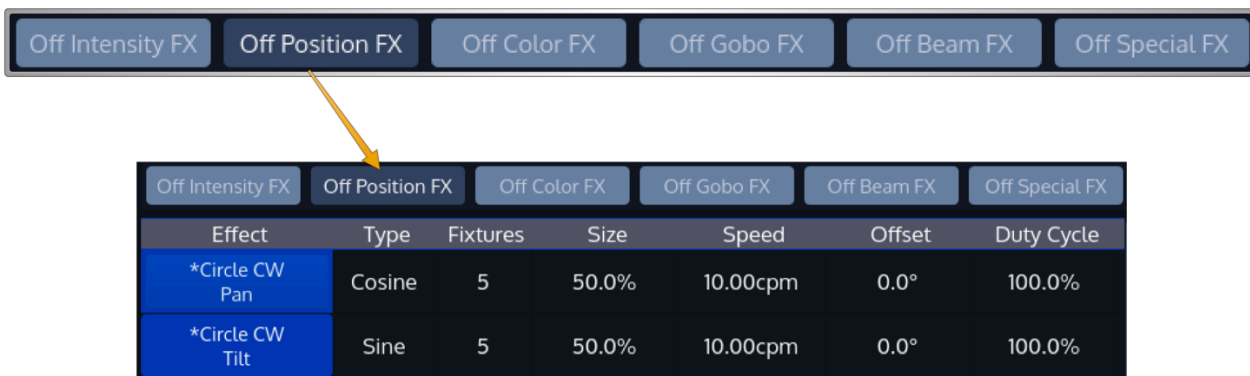 Off Intensity FX Off Position FX Off Color FX Off Gobo FX Off Beam FX Off Special FX
Off Intensity FX Off Position FX Off Color FX Off Gobo FX Off Beam FX Off Special FX
Effect Type Fixtures Size Speed Offset Duty Cycle
*Circle CW
Pan Cosine 5 50.0% 10.00cpm 0.0° 100.0%
*Circle CW
Tilt Sine 5 50.0% 10.00cpm 0.0° 100.0%